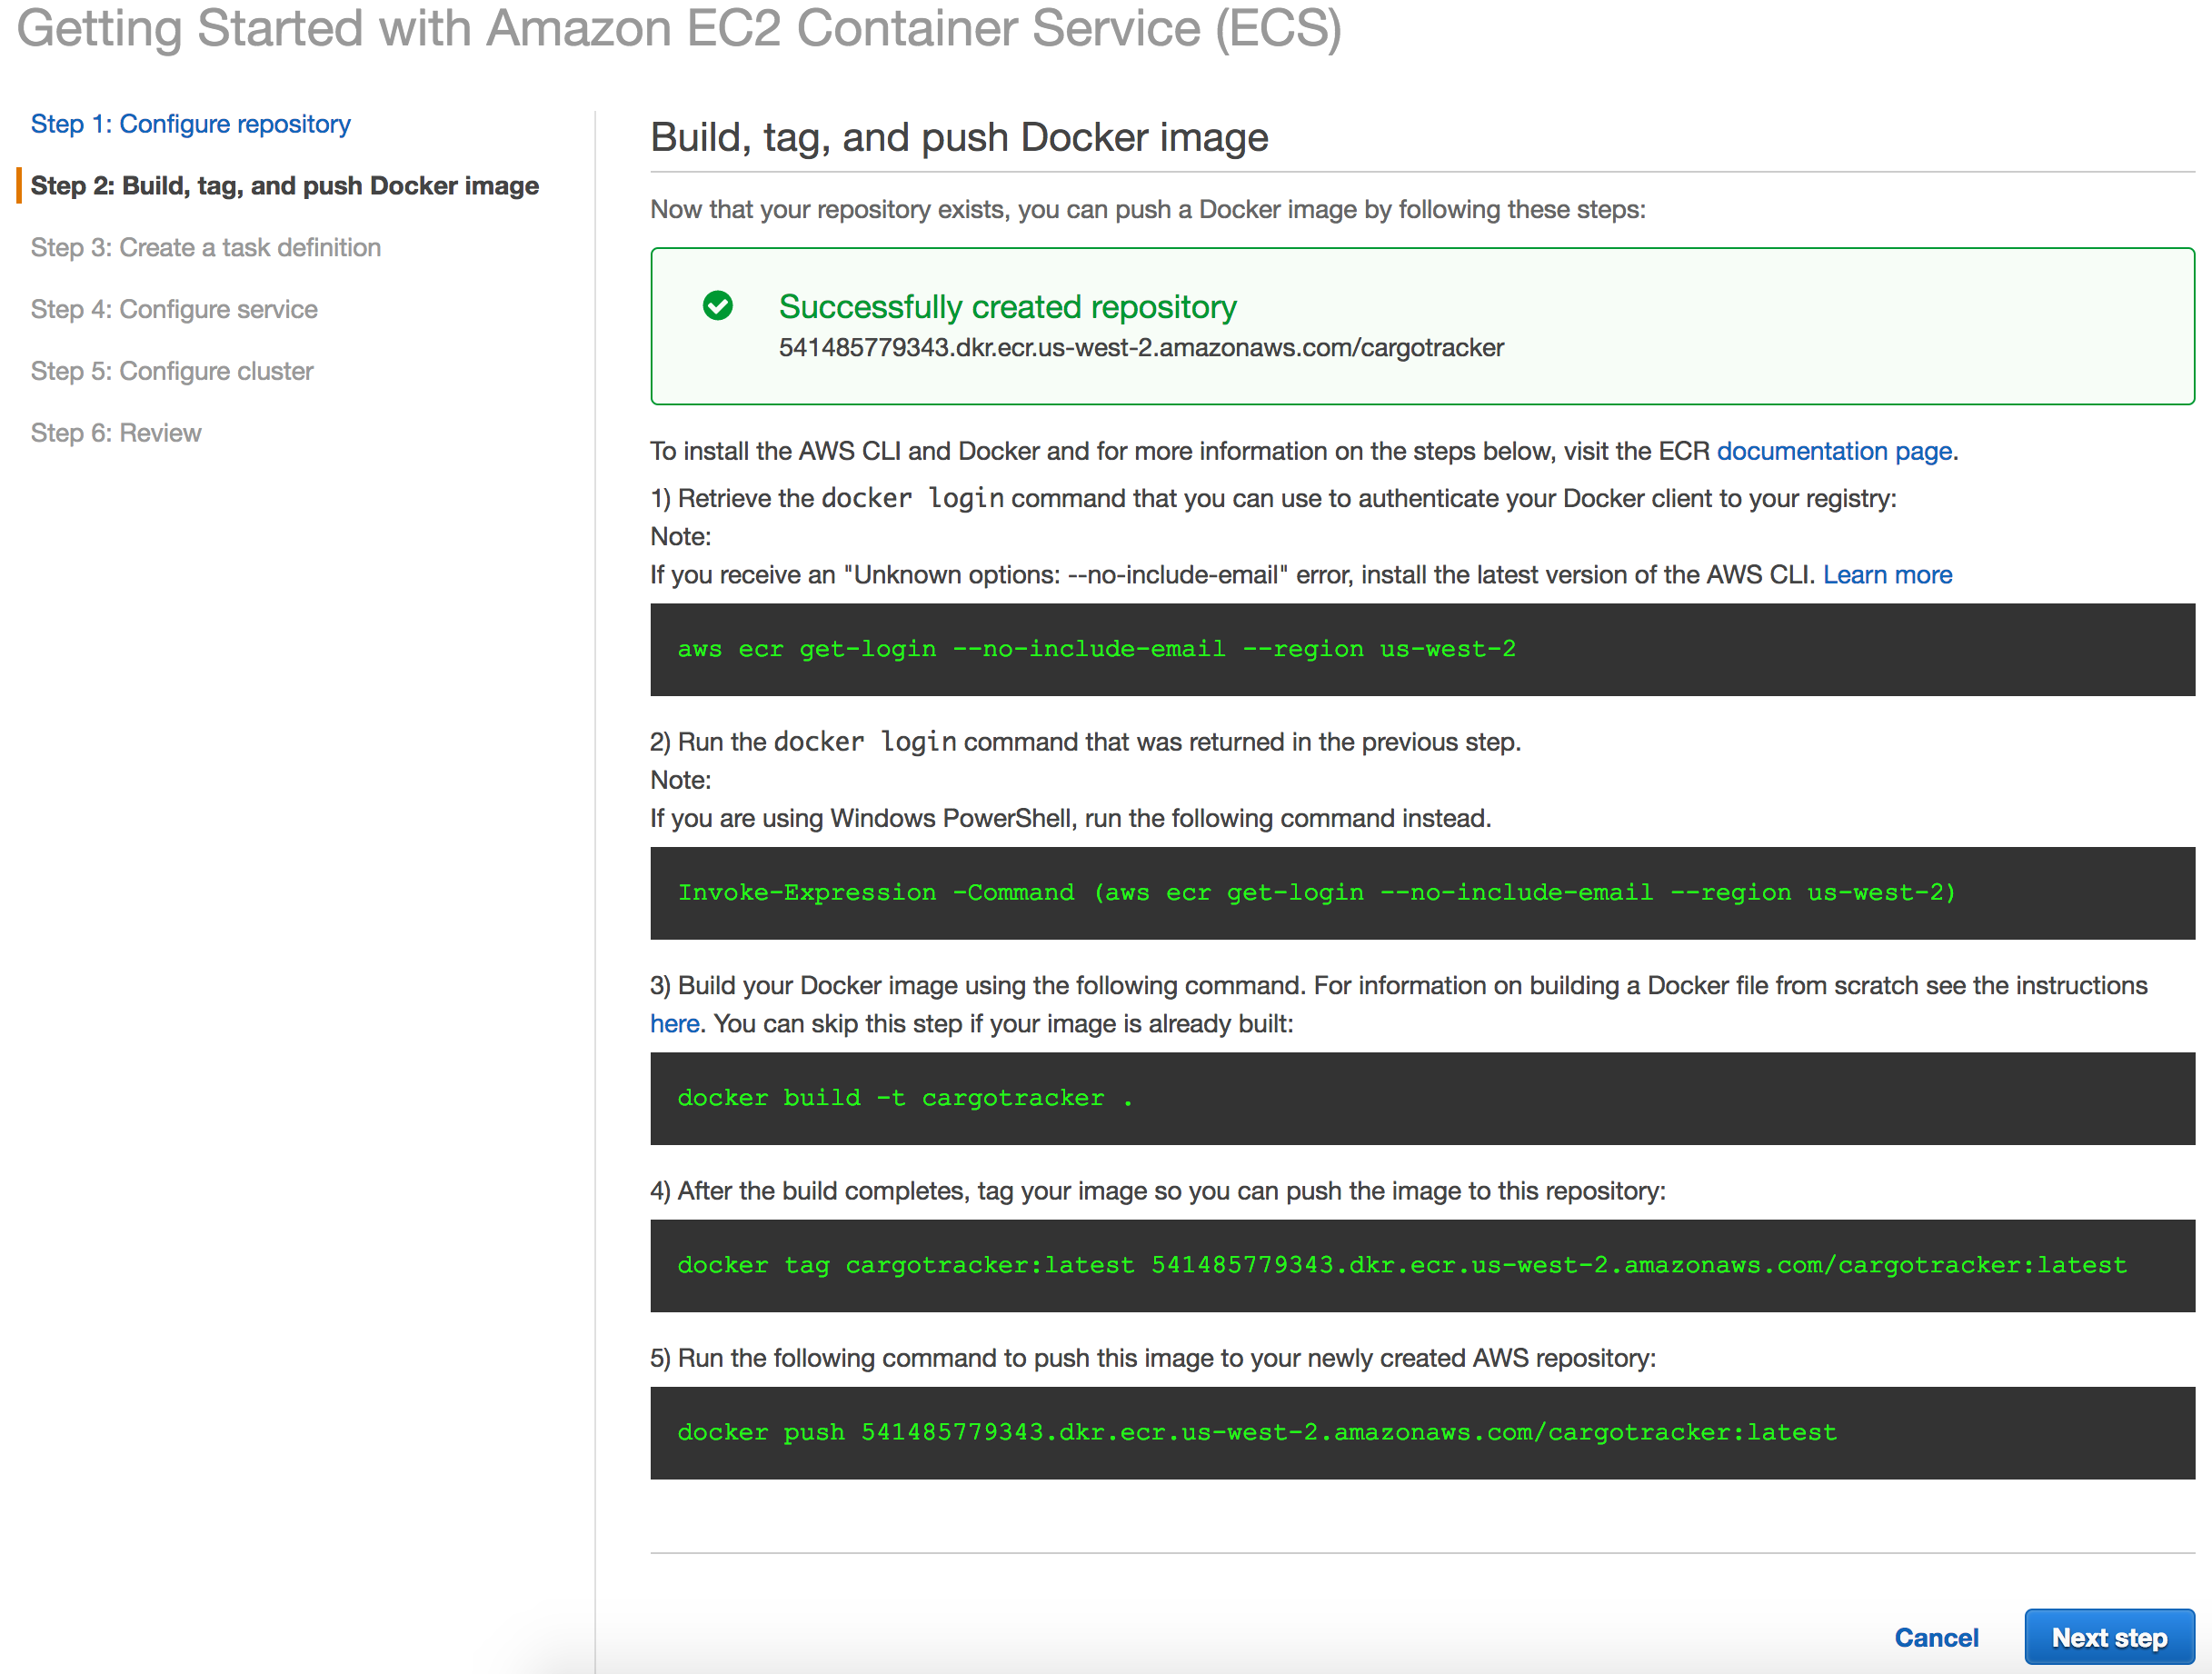 Getting Started with Amazon EC2 Container Service (ECS)
Step 1: Configure repository
Step 2: Build, tag, and push Docker image
Step 3: Create a task definition
Step 4: Configure service
Step 5: Configure cluster
Step 6: Review
Build, tag, and push Docker image
Now that your repository exists, you can push a Docker image by following these steps:
Successfully created repository
541485779343.dkr.ecr.us-west-2.amazonaws.com/cargotracker
To install the AWS CLI and Docker and for more information on the steps below, visit the ECR documentation page.
1) Retrieve the docker login command that you can use to authenticate your Docker client to your registry:
Note:
If you receive an "Unknown options: --no-include-email" error, install the latest version of the AWS CLI. Learn more
aws ecr get-login --no-include-email --region us-west-2
2) Run the docker login command that was returned in the previous step.
Note:
If you are using Windows PowerShell, run the following command instead.
Invoke-Expression -Command (aws ecr get-login --no-include-email --region us-west-2)
3) Build your Docker image using the following command. For information on building a Docker file from scratch see the instructions
here. You can skip this step if your image is already built:
docker build -t cargotracker .
4) After the build completes, tag your image so you can push the image to this repository:
docker tag cargotracker:latest 541485779343.dkr.ecr.us-west-2.amazonaws.com/cargotracker:latest
5) Run the following command to push this image to your newly created AWS repository:
docker push 541485779343.dkr.ecr.us-west-2.amazonaws.com/cargotracker:latest
Cancel
Next step